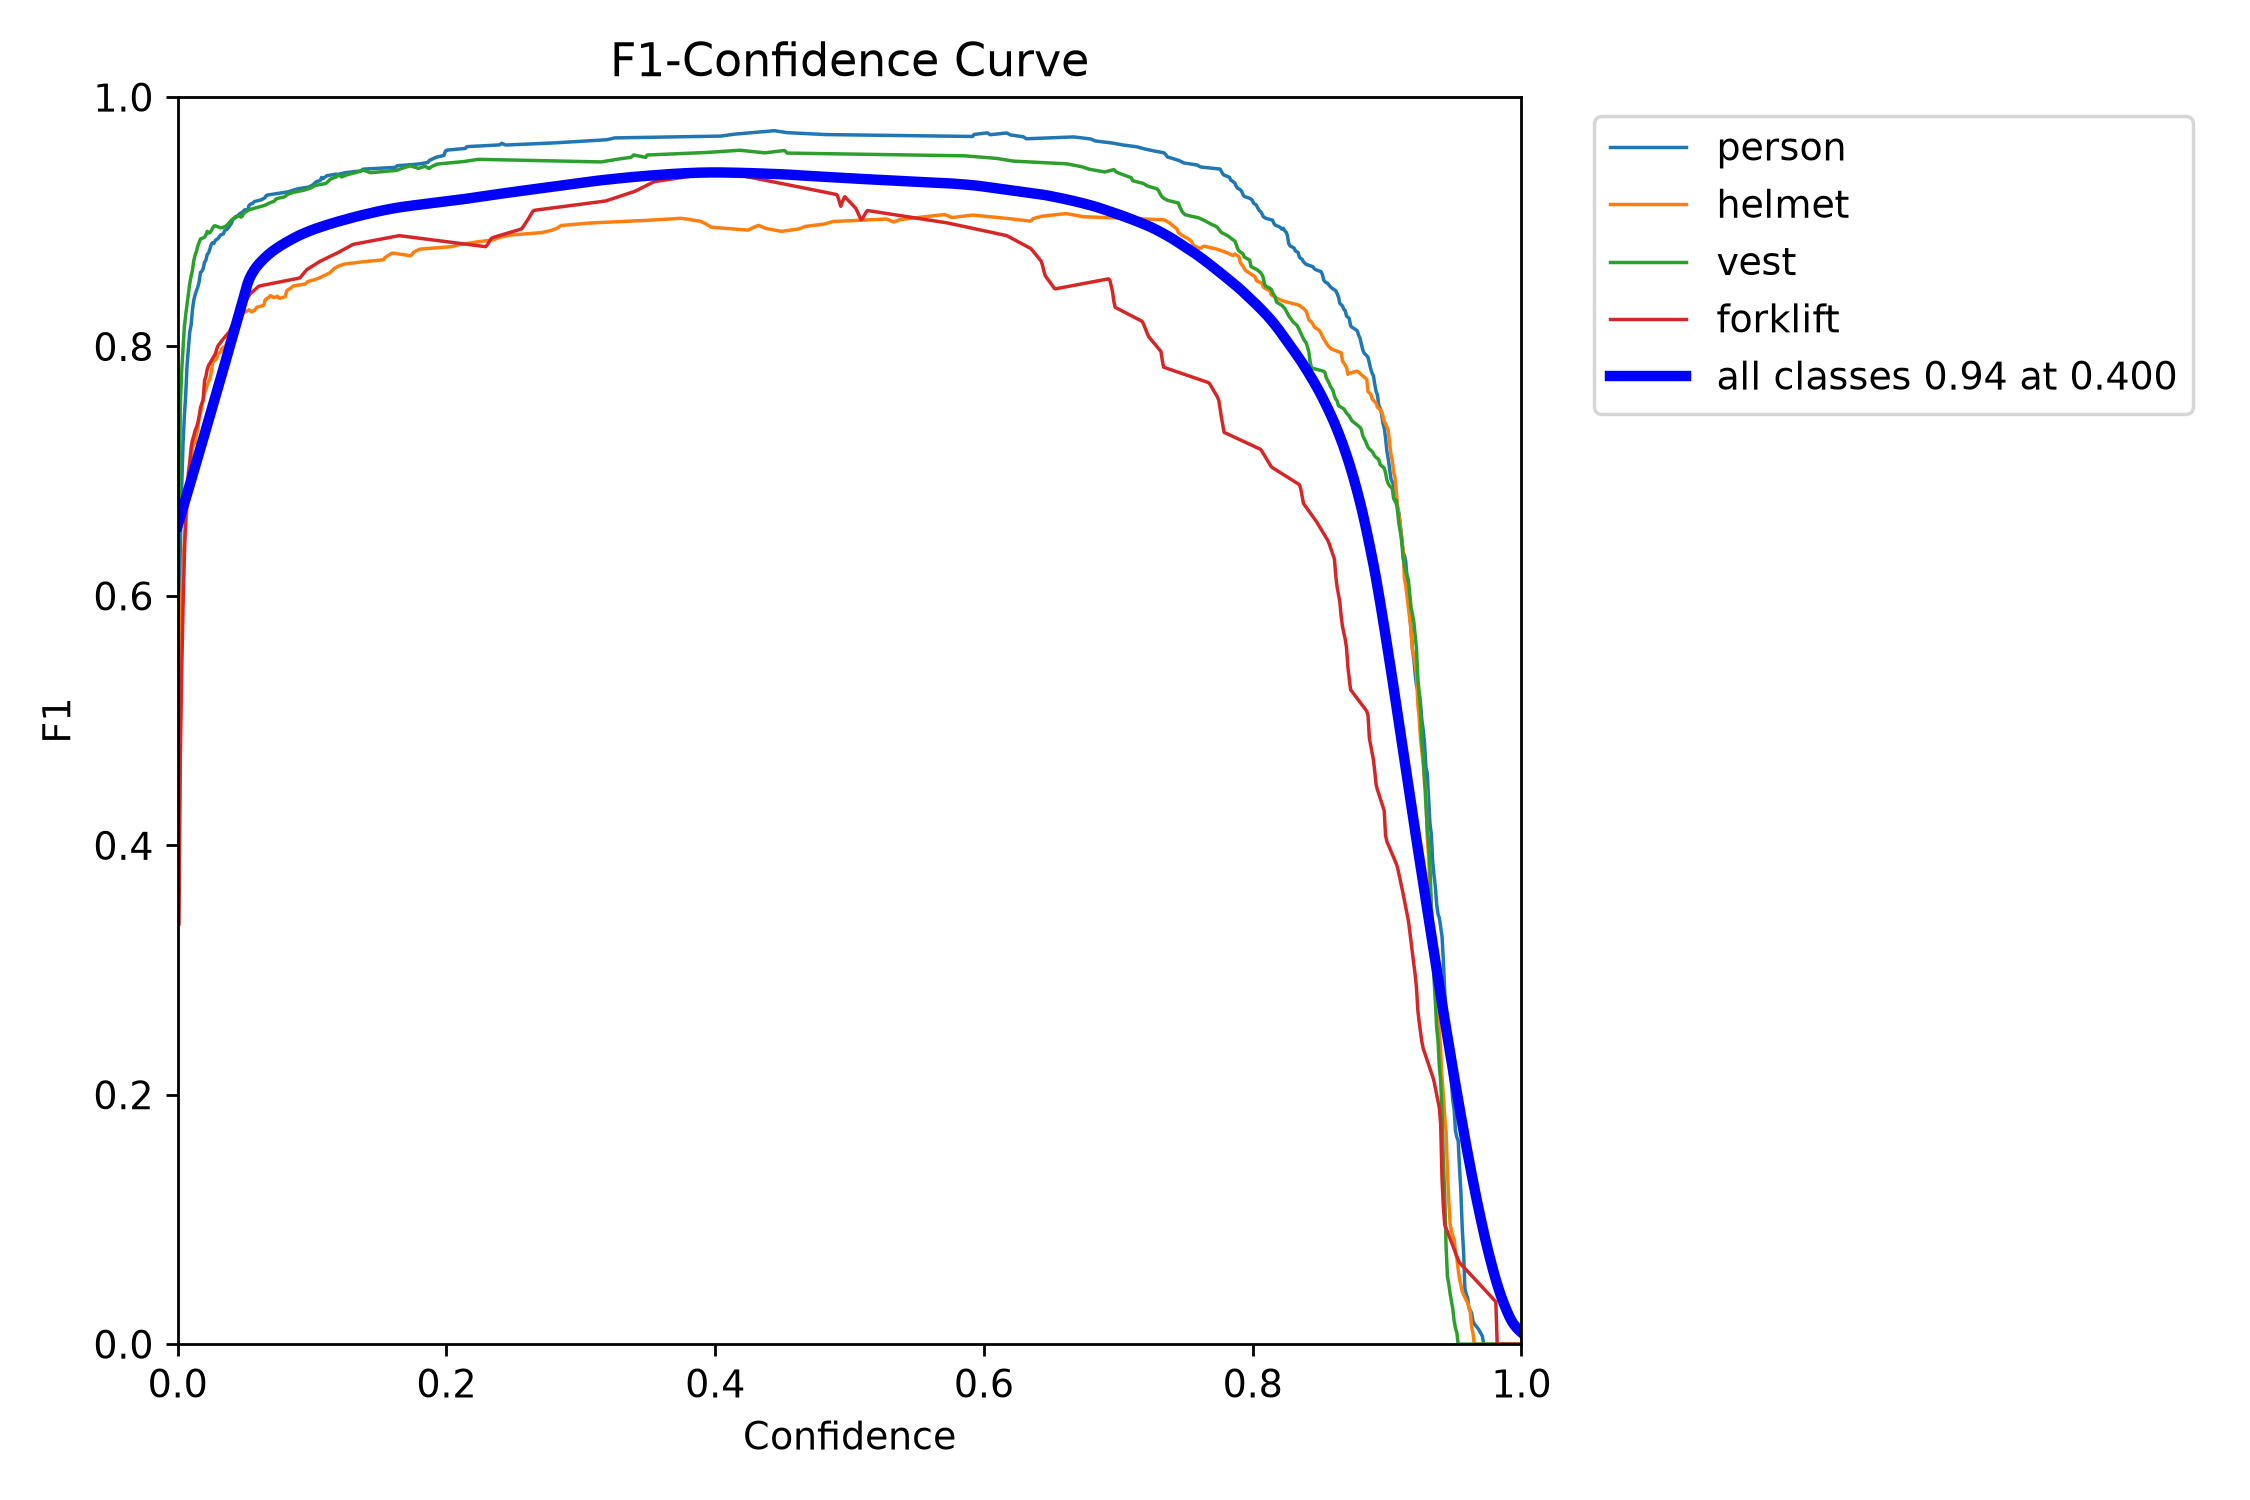 F1-Confidence Curve
1.0
0.8
0.6
0.4
0.2
0.0
F1
0.0 0.2 0.4 0.6 0.8 1.0
Confidence
person
helmet
vest
forklift
all classes 0.94 at 0.400